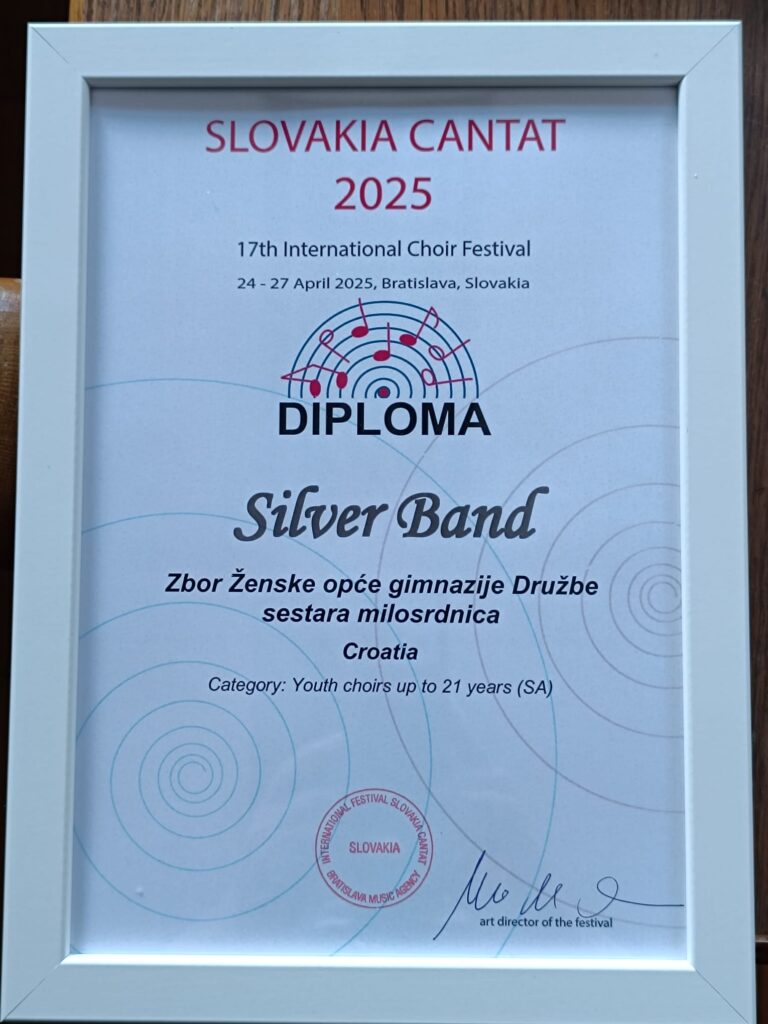 SLOVAKIA CANTAT
2025
17th International Choir Festival
24 - 27 April 2025, Bratislava, Slovakia
DIPLOMA
Silver Band
Zbor Ženske opće gimnazije Družbe
sestara milosrdnica
Croatia
Category: Youth choirs up to 21 years (SA)
INTERNATIONAL FESTIVAL SLOVAKIA CANTAT
SLOVAKIA
BRATISLAVA MUSIC AGENCY
art director of the festival